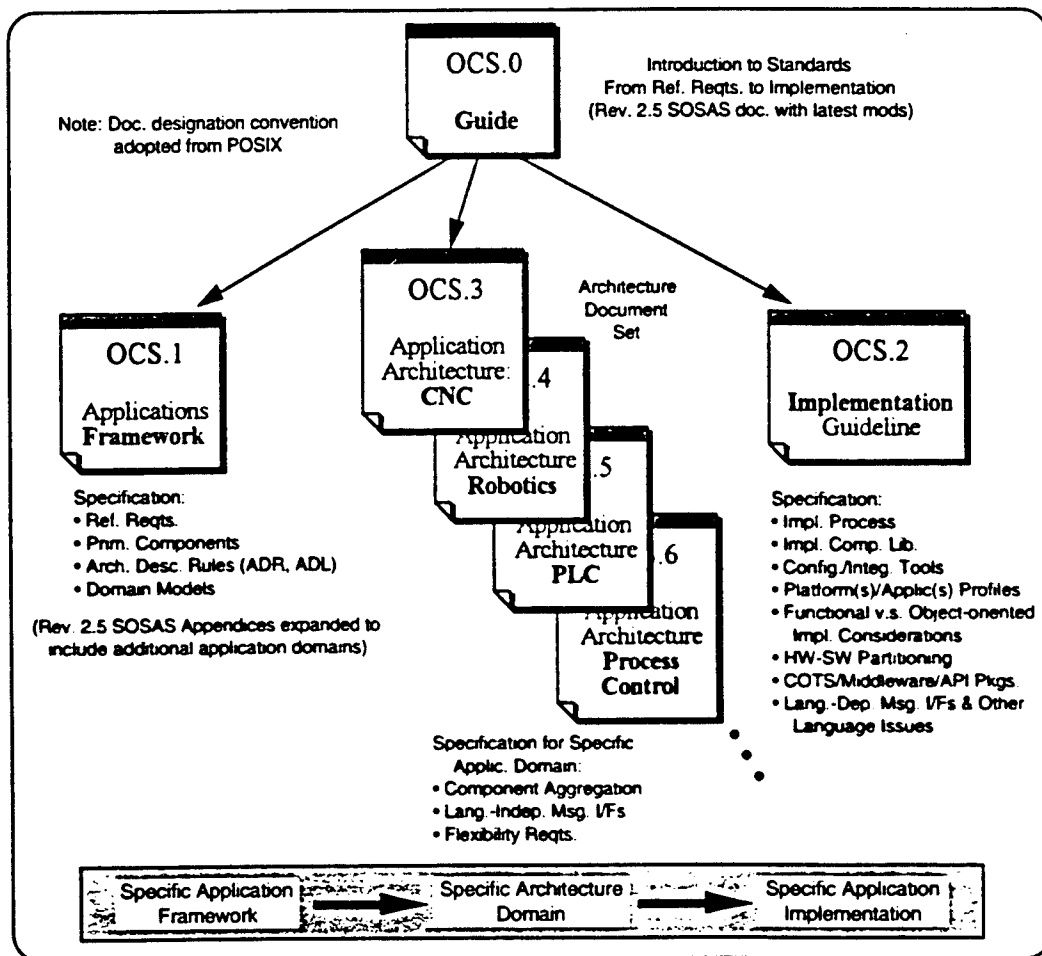 OCS.0
Guide
Introduction to Standards
From Ref. Reqts. to Implementation
(Rev. 2.5 SOSAS doc. with latest mods)
Note: Doc. designation convention
adopted from POSIX
OCS.1
Applications
Framework
Specification:
• Ref. Reqts.
• Prim. Components
• Arch. Desc. Rules (ADR, ADL)
• Domain Models
(Rev. 2.5 SOSAS Appendices expanded to
include additional application domains)
OCS.3
Application
Architecture:
CNC
Architecture
Document
Set
.4
Application
Architecture
Robotics
.5
Application
Architecture
PLC
.6
Application
Architecture
Process
Control
Specification for Specific
Applic. Domain:
• Component Aggregation
• Lang.-Indep. Msg. I/Fs
• Flexibility Reqts.
OCS.2
Implementation
Guideline
Specification:
• Impl. Process
• Impl. Comp. Lib.
• Config./Integ. Tools
• Platform(s)/Applic(s) Profiles
• Functional v.s. Object-oriented
Impl. Considerations
• HW-SW Partitioning
• COTS/Middleware/API Pkgs.
• Lang.-Dep. Msg. I/Fs & Other
Language Issues
Specific Application
Framework
Specific Architecture
Domain
Specific Application
Implementation